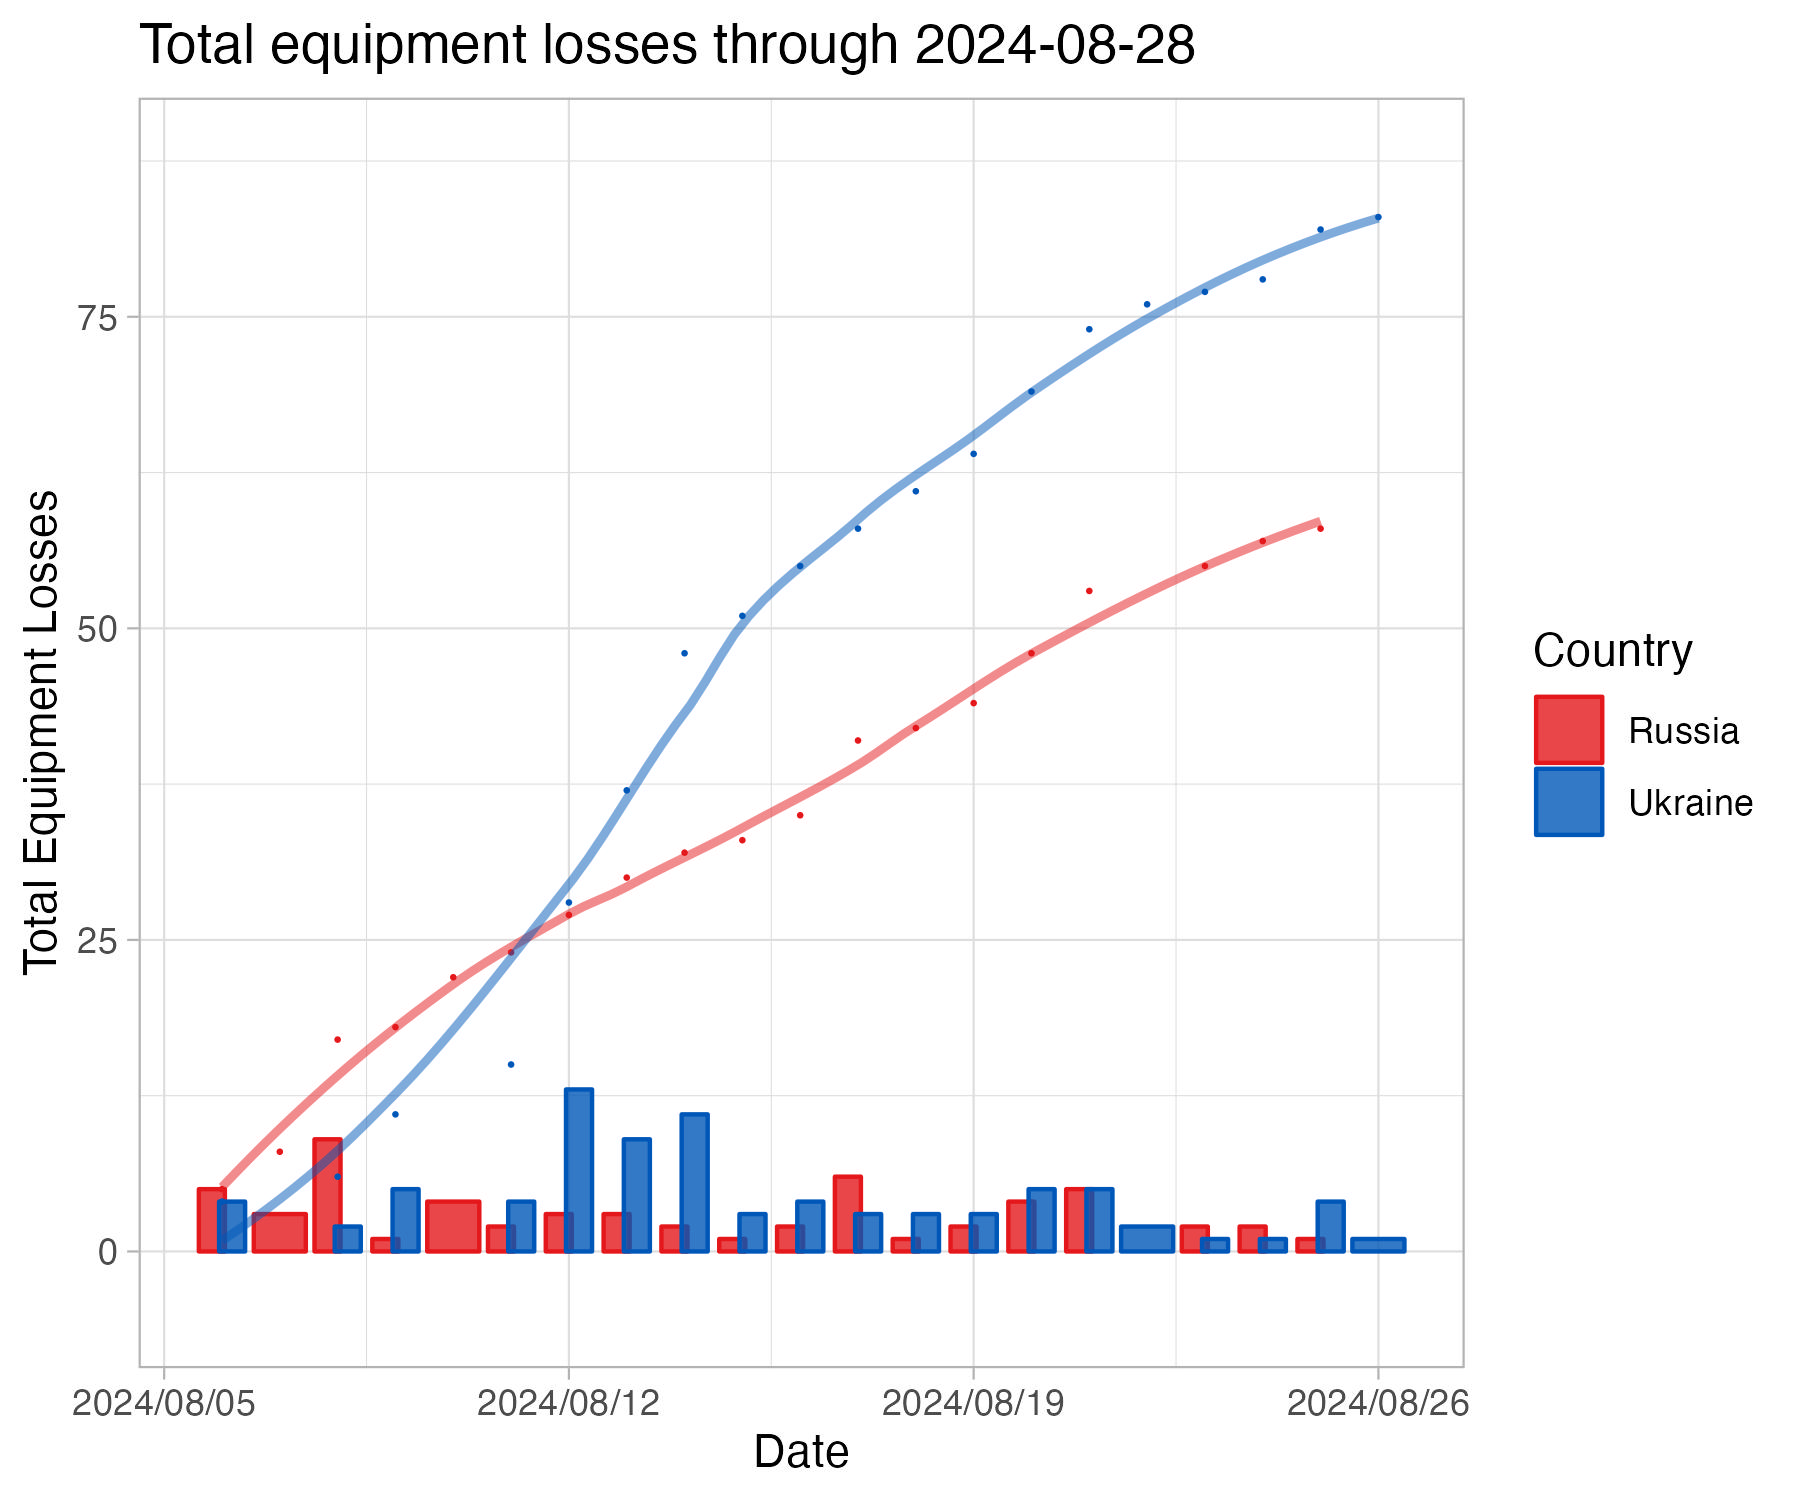 Total equipment losses through 2024-08-28
Total Equipment Losses
75
50
25
0
2024/08/05
2024/08/12
2024/08/19
2024/08/26
Date
Country
Russia
Ukraine